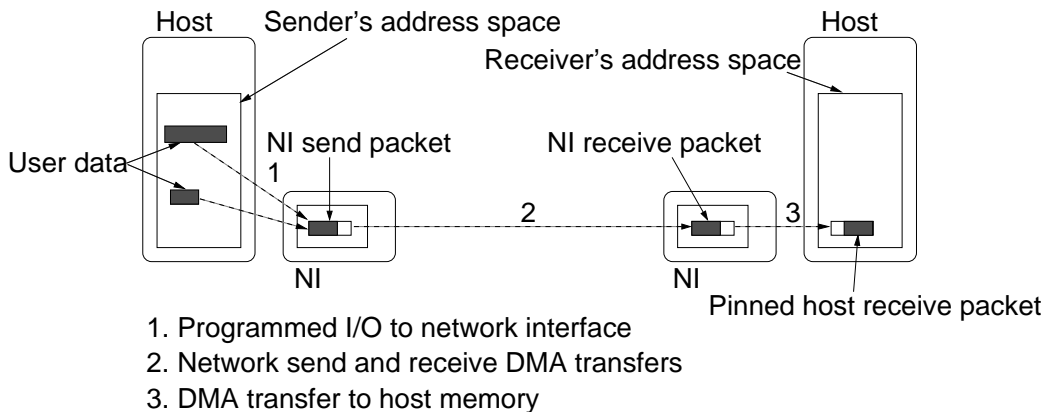 Host
Sender's address space
Host
Receiver's address space
User data
NI send packet
NI receive packet
1
2
3
NI
NI
Pinned host receive packet
1. Programmed I/O to network interface
2. Network send and receive DMA transfers
3. DMA transfer to host memory